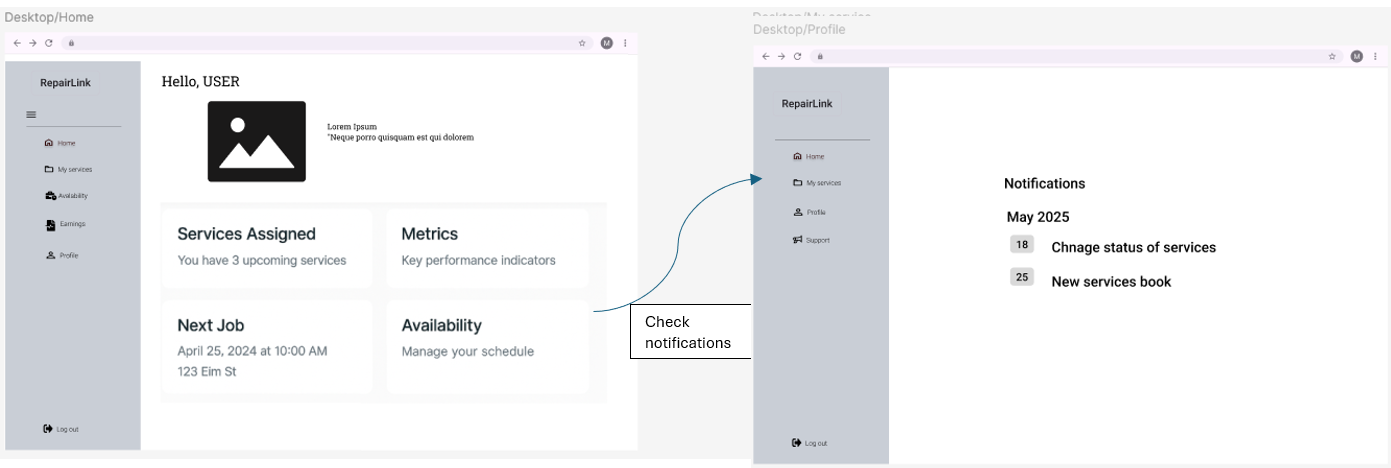 Desktop/Home
M
RepairLink
Home
My services
Availability
Earnings
Profile
Log out
Hello, USER
Lorem Ipsum
"Neque porro quisquam est qui dolorem
Services Assigned
You have 3 upcoming services
Metrics
Key performance indicators
Next Job
April 25, 2024 at 10:00 AM
123 Eim St
Availability
Manage your schedule
Check
notifications
Desktop/My service
Desktop/Profile
M
RepairLink
Home
My services
Profile
Support
Log out
Notifications
May 2025
18 Chnage status of services
25 New services book